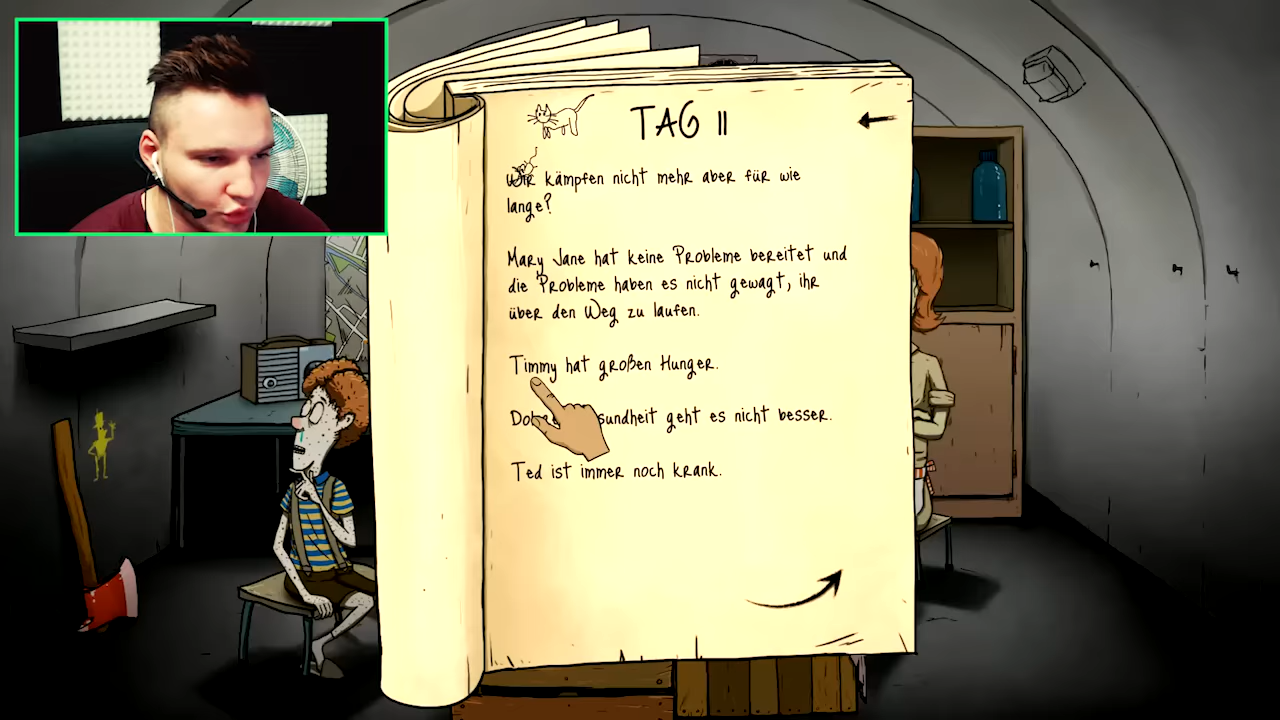 TAG 11
Wir kämpfen nicht mehr aber für wie
lange?
Mary Jane hat keine Probleme bereitet und
die Probleme haben es nicht gewagt, ihr
über den Weg zu laufen.
Timmy hat großen Hunger.
geht es nicht besser.
Ted ist immer noch krank.